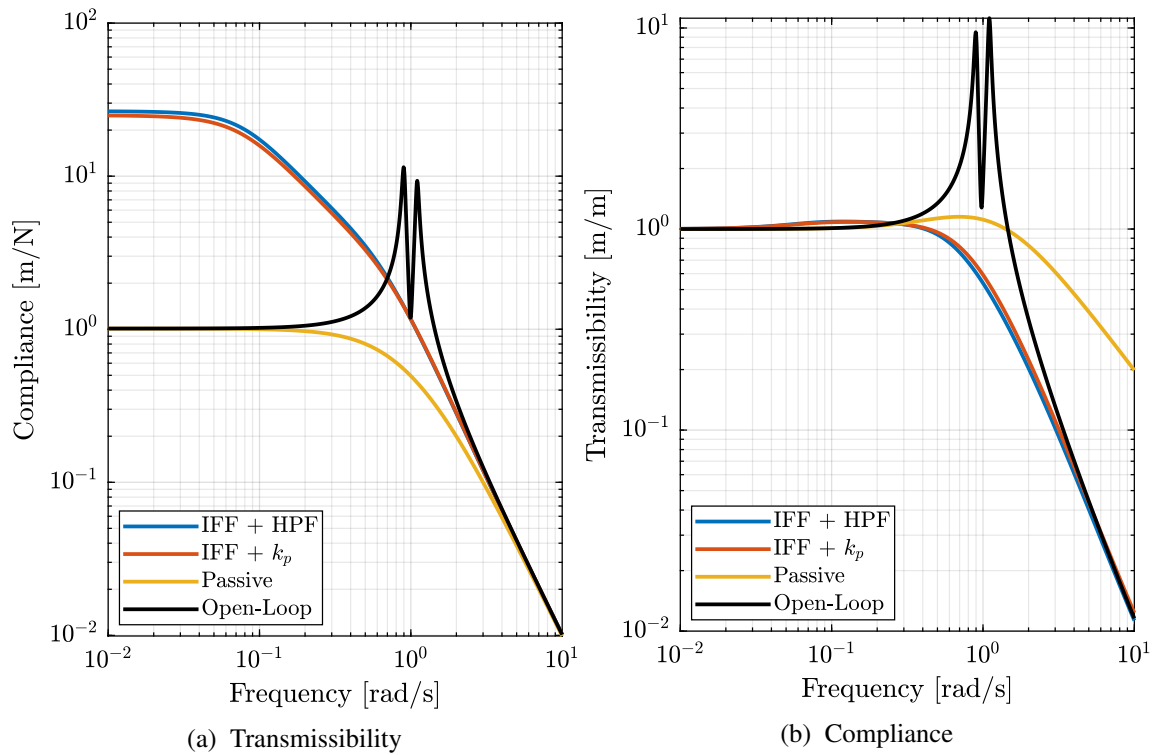 10^2
10^1
10^0
10^{-1}
10^{-2}
Compliance [m/N]
IFF + HPF
IFF + k_p
Passive
Open-Loop
10^{-2} 10^{-1} 10^0 10^1
Frequency [rad/s]
(a) Transmissibility
10^1
10^0
10^{-1}
10^{-2}
Transmissibility [m/m]
IFF + HPF
IFF + k_p
Passive
Open-Loop
10^{-2} 10^{-1} 10^0 10^1
Frequency [rad/s]
(b) Compliance